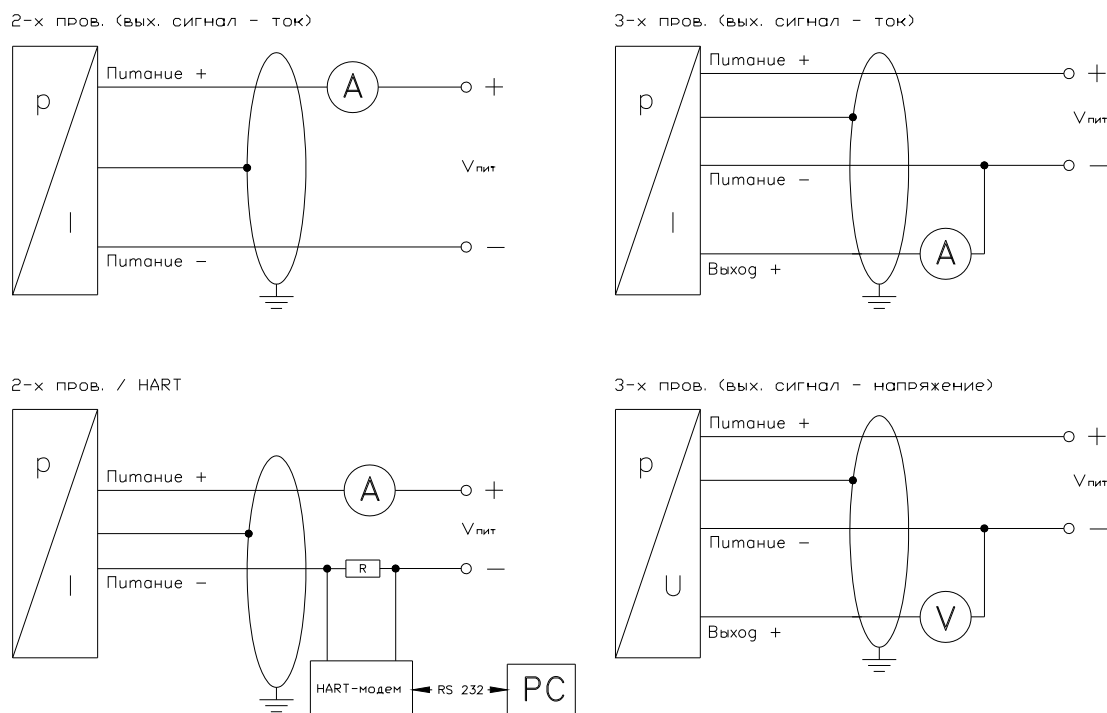 2-х пров. (вых. сигнал - ток)
Питание +
p
A
+
Vпит
I
Питание -
-
3-х пров. (вых. сигнал - ток)
Питание +
+
p
Vпит
Питание -
-
I
A
Выход +
2-х пров. / HART
p
Питание +
A
+
Vпит
I
Питание -
R
-
HART-модем
RS 232
PC
3-х пров. (вых. сигнал - напряжение)
Питание +
+
p
Vпит
Питание -
-
U
V
Выход +